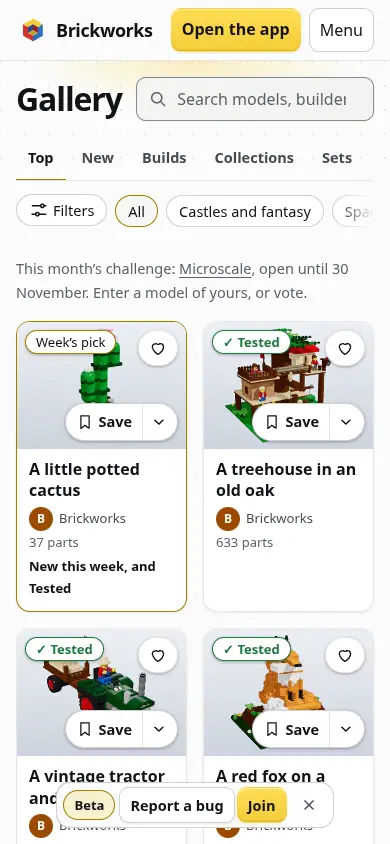 Brickworks
Open the app
Menu
Gallery
Search models, builder
Top New Builds Collections Sets
Filters
All
Castles and fantasy
Spa
This month's challenge: Microscale, open until 30
November. Enter a model of yours, or vote.
Week's pick
Save
A little potted
cactus
B Brickworks
37 parts
New this week, and
Tested
✓ Tested
Save
A treehouse in an
old oak
B Brickworks
633 parts
✓ Tested
Save
A vintage tractor
and
B
✓ Tested
Save
A red fox on a
B
Beta
Report a bug
Join